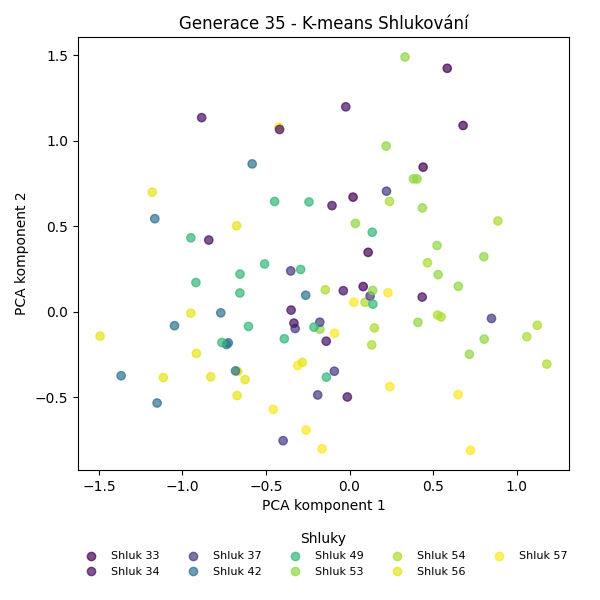 Generace 35 - K-means Shlukování
PCA komponent 2
1.5
1.0
0.5
0.0
−0.5
−1.5 −1.0 −0.5 0.0 0.5 1.0
PCA komponent 1
Shluky
Shluk 33 Shluk 37 Shluk 49 Shluk 54 Shluk 57
Shluk 34 Shluk 42 Shluk 53 Shluk 56